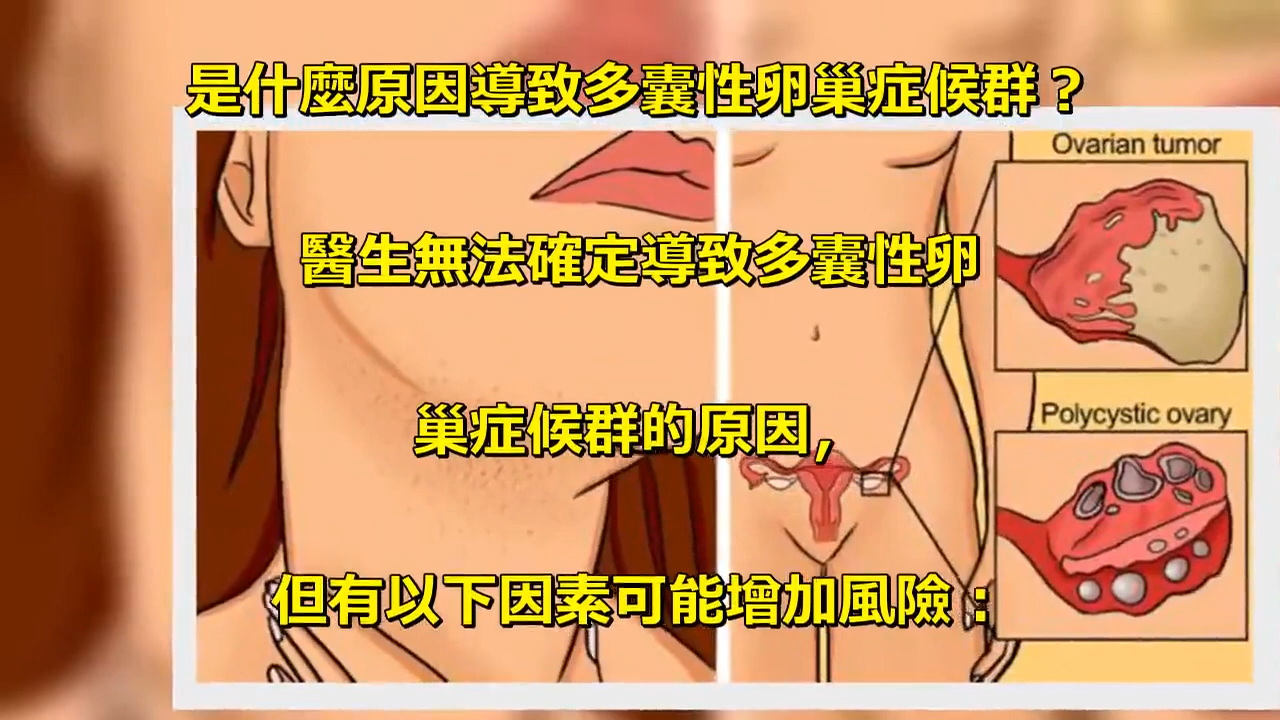 是什麼原因導致多囊性卵巢症候群？
Ovarian tumor
醫生無法確定導致多囊性卵
Polycystic ovary
巢症候群的原因，
但有以下因素可能增加風險：